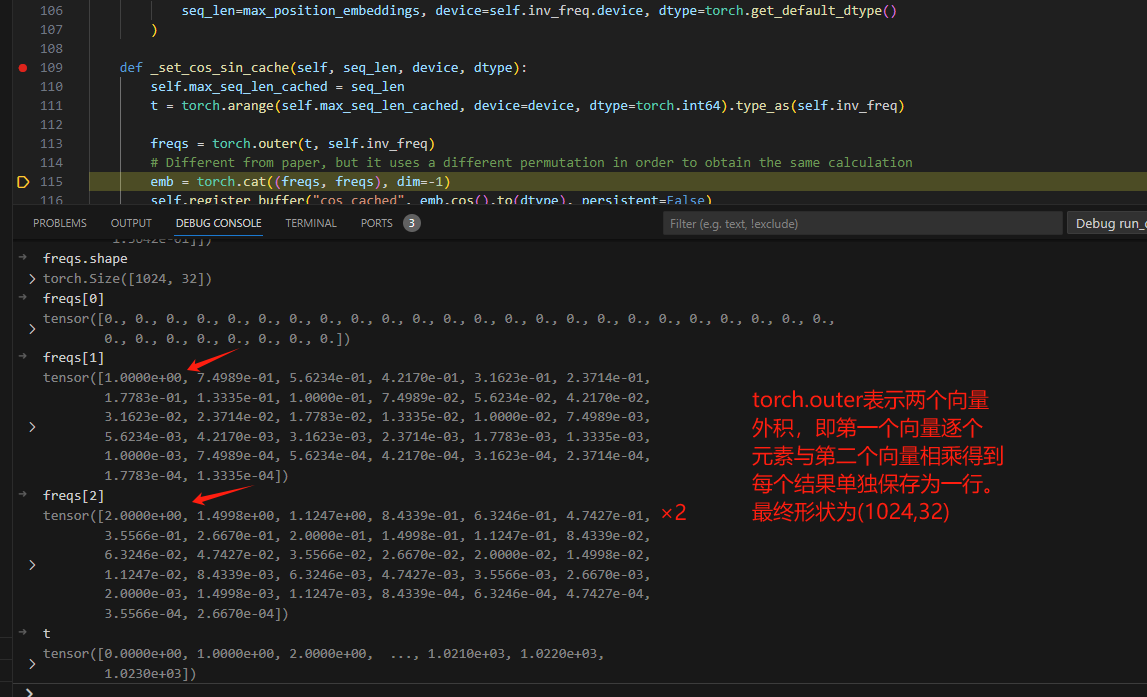 106 seq_len=max_position_embeddings, device=self.inv_freq.device, dtype=torch.get_default_dtype()
107 )
108
109 def _set_cos_sin_cache(self, seq_len, device, dtype):
110 self.max_seq_len_cached = seq_len
111 t = torch.arange(self.max_seq_len_cached, device=device, dtype=torch.int64).type_as(self.inv_freq)
112
113 freqs = torch.outer(t, self.inv_freq)
114 # Different from paper, but it uses a different permutation in order to obtain the same calculation
115 emb = torch.cat((freqs, freqs), dim=-1)
116 self.register_buffer("cos_cached", emb.cos().to(dtype), persistent=False)
PROBLEMS OUTPUT DEBUG CONSOLE TERMINAL PORTS 3 Filter (e.g. text, !exclude) Debug run_
freqs.shape
torch.Size([1024, 32])
freqs[0]
tensor([0., 0., 0., 0., 0., 0., 0., 0., 0., 0., 0., 0., 0., 0., 0., 0., 0., 0., 0., 0., 0., 0., 0., 0.,
0., 0., 0., 0., 0., 0., 0., 0.])
freqs[1]
tensor([1.0000e+00, 7.4989e-01, 5.6234e-01, 4.2170e-01, 3.1623e-01, 2.3714e-01,
1.7783e-01, 1.3335e-01, 1.0000e-01, 7.4989e-02, 5.6234e-02, 4.2170e-02,
3.1623e-02, 2.3714e-02, 1.7783e-02, 1.3335e-02, 1.0000e-02, 7.4989e-03,
5.6234e-03, 4.2170e-03, 3.1623e-03, 2.3714e-03, 1.7783e-03, 1.3335e-03,
1.0000e-03, 7.4989e-04, 5.6234e-04, 4.2170e-04, 3.1623e-04, 2.3714e-04,
1.7783e-04, 1.3335e-04])
freqs[2]
tensor([2.0000e+00, 1.4998e+00, 1.1247e+00, 8.4339e-01, 6.3246e-01, 4.7427e-01,
3.5566e-01, 2.6670e-01, 2.0000e-01, 1.4998e-01, 1.1247e-01, 8.4339e-02,
6.3246e-02, 4.7427e-02, 3.5566e-02, 2.6670e-02, 2.0000e-02, 1.4998e-02,
1.1247e-02, 8.4339e-03, 6.3246e-03, 4.7427e-03, 3.5566e-03, 2.6670e-03,
2.0000e-03, 1.4998e-03, 1.1247e-03, 8.4339e-04, 6.3246e-04, 4.7427e-04,
3.5566e-04, 2.6670e-04])
t
tensor([0.0000e+00, 1.0000e+00, 2.0000e+00, ..., 1.0210e+03, 1.0220e+03,
1.0230e+03])
×2
torch.outer表示两个向量
外积，即第一个向量逐个
元素与第二个向量相乘得到
每个结果单独保存为一行。
最终形状为(1024,32)